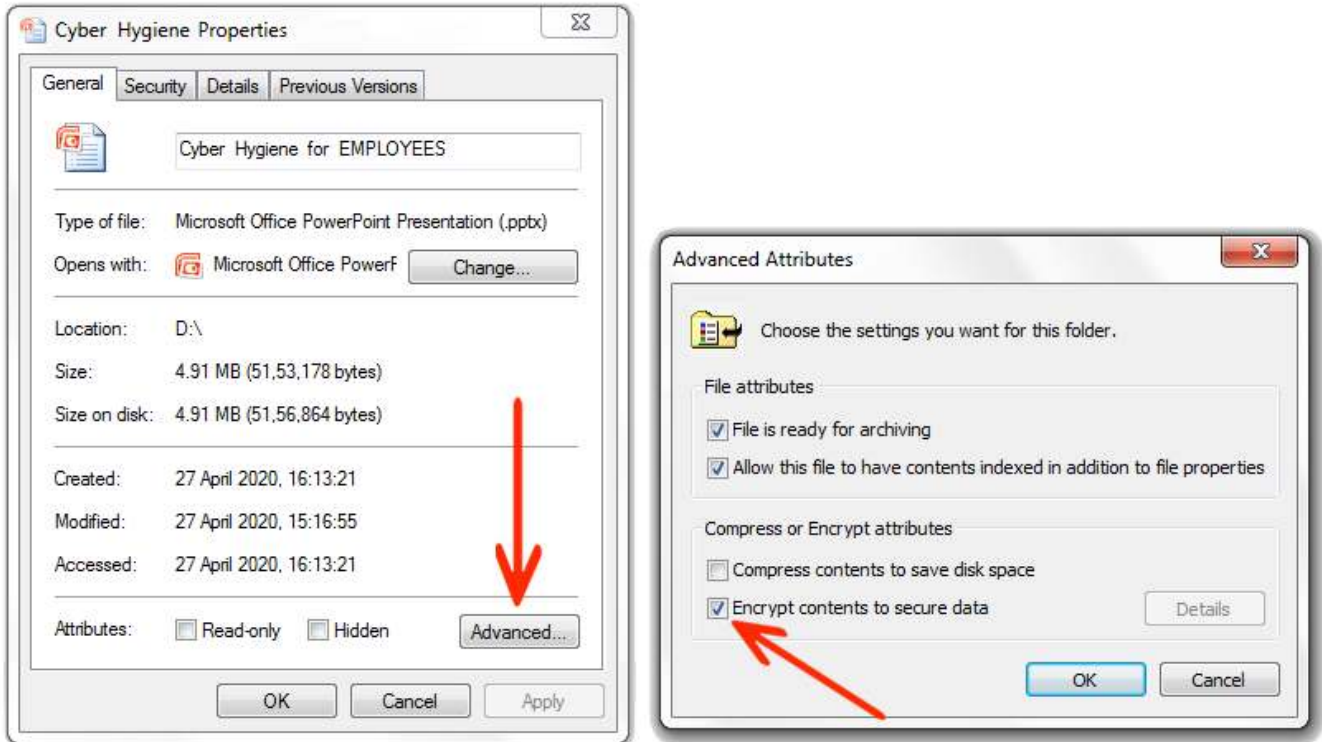 Cyber Hygiene Properties
General Security Details Previous Versions
Cyber Hygiene for EMPLOYEES
Type of file: Microsoft Office PowerPoint Presentation (.pptx)
Opens with: Microsoft Office PowerF Change...
Location: D:\
Size: 4.91 MB (51,53,178 bytes)
Size on disk: 4.91 MB (51,56,864 bytes)
Created: 27 April 2020, 16:13:21
Modified: 27 April 2020, 15:16:55
Accessed: 27 April 2020, 16:13:21
Attributes: Read-only Hidden Advanced...
OK Cancel Apply
Advanced Attributes
Choose the settings you want for this folder.
File attributes
File is ready for archiving
Allow this file to have contents indexed in addition to file properties
Compress or Encrypt attributes
Compress contents to save disk space
Encrypt contents to secure data Details
OK Cancel